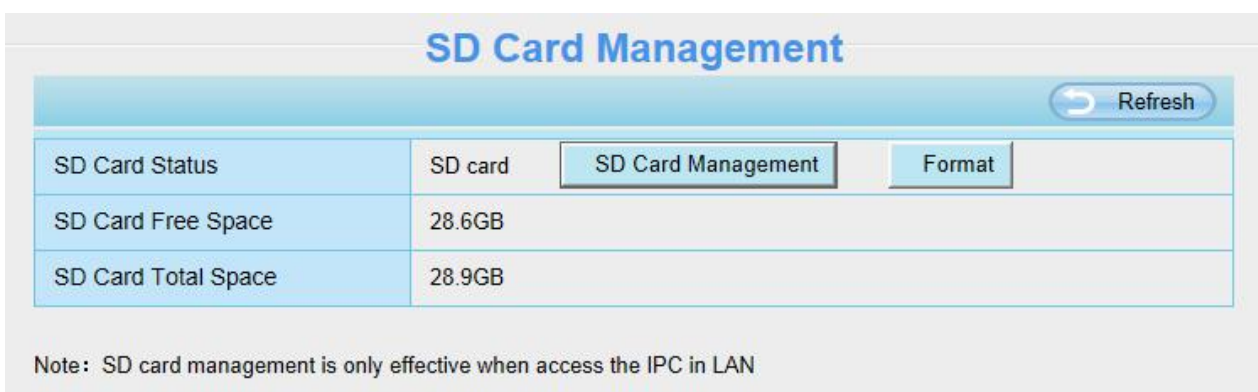 SD Card Management
Refresh
SD Card Status SD card SD Card Management Format
SD Card Free Space 28.6GB
SD Card Total Space 28.9GB
Note: SD card management is only effective when access the IPC in LAN